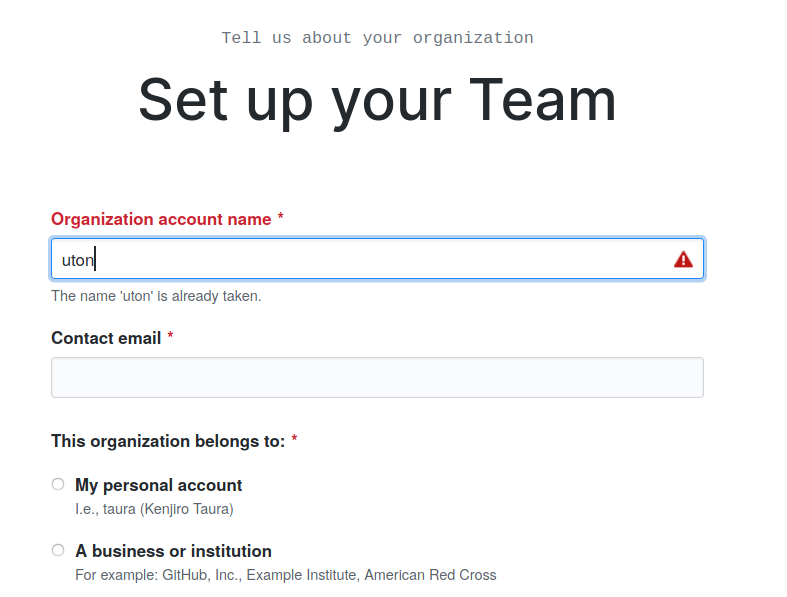 Tell us about your organization
Set up your Team
Organization account name *
uton
The name 'uton' is already taken.
Contact email *
This organization belongs to: *
My personal account
I.e., taura (Kenjiro Taura)
A business or institution
For example: GitHub, Inc., Example Institute, American Red Cross